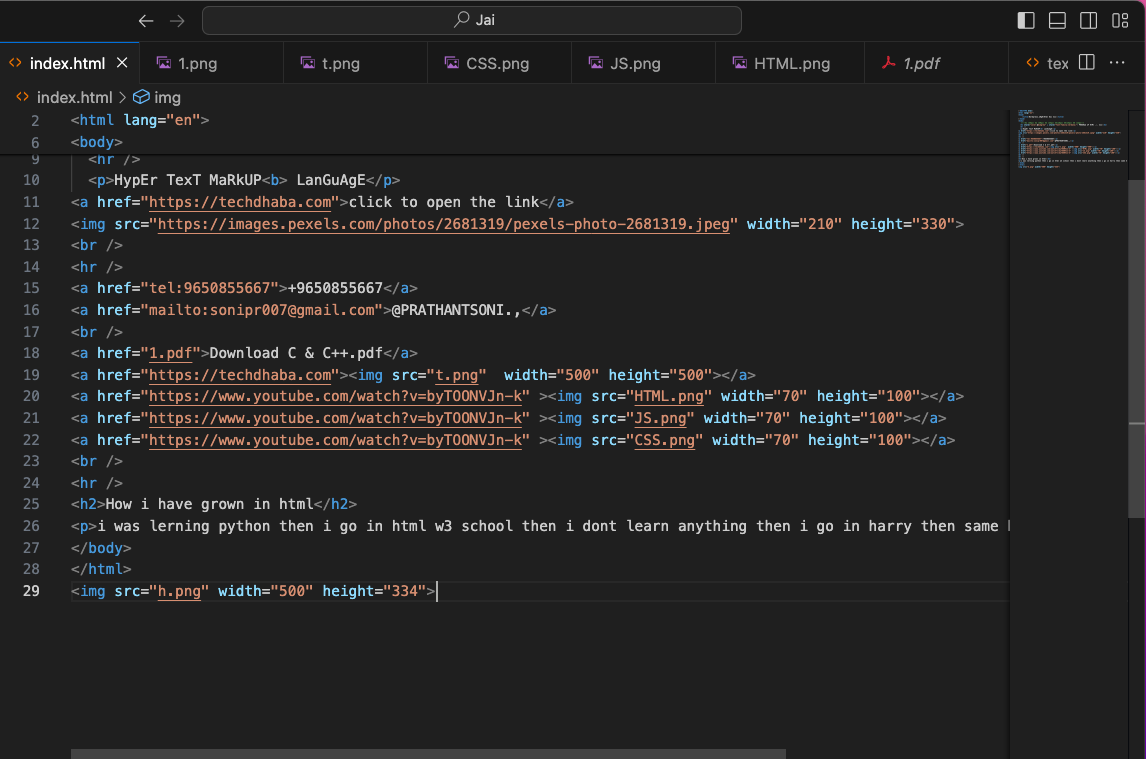 Jai
index.html
1.png
t.png
CSS.png
JS.png
HTML.png
1.pdf
tex
index.html > img
2 <html lang="en">
6 <body>
9 <hr />
10 <p>HypEr TexT MaRkUP<b> LanGuAgE</p>
11 <a href="https://techdhaba.com">click to open the link</a>
12 <img src="https://images.pexels.com/photos/2681319/pexels-photo-2681319.jpeg" width="210" height="330">
13 <br />
14 <hr />
15 <a href="tel:9650855667">+9650855667</a>
16 <a href="mailto:sonipr007@gmail.com">@PRATHANTSONI.,</a>
17 <br />
18 <a href="1.pdf">Download C & C++.pdf</a>
19 <a href="https://techdhaba.com"><img src="t.png"  width="500" height="500"></a>
20 <a href="https://www.youtube.com/watch?v=byTOONVJn-k" ><img src="HTML.png" width="70" height="100"></a>
21 <a href="https://www.youtube.com/watch?v=byTOONVJn-k" ><img src="JS.png" width="70" height="100"></a>
22 <a href="https://www.youtube.com/watch?v=byTOONVJn-k" ><img src="CSS.png" width="70" height="100"></a>
23 <br />
24 <hr />
25 <h2>How i have grown in html</h2>
26 <p>i was lerning python then i go in html w3 school then i dont learn anything then i go in harry then same
27 </body>
28 </html>
29 <img src="h.png" width="500" height="334">